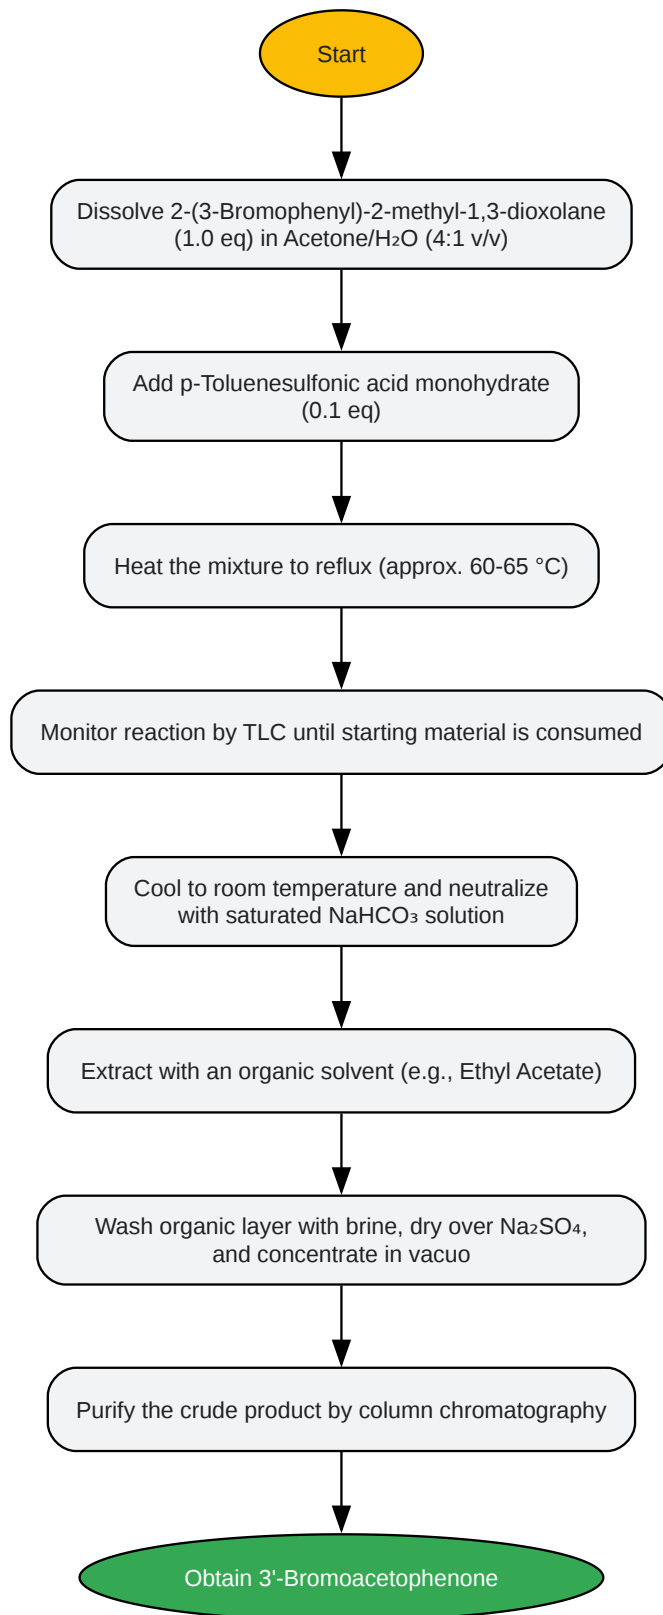 Start
Dissolve 2-(3-Bromophenyl)-2-methyl-1,3-dioxolane
(1.0 eq) in Acetone/H₂O (4:1 v/v)
Add p-Toluenesulfonic acid monohydrate
(0.1 eq)
Heat the mixture to reflux (approx. 60-65 °C)
Monitor reaction by TLC until starting material is consumed
Cool to room temperature and neutralize
with saturated NaHCO₃ solution
Extract with an organic solvent (e.g., Ethyl Acetate)
Wash organic layer with brine, dry over Na₂SO₄,
and concentrate in vacuo
Purify the crude product by column chromatography
Obtain 3'-Bromoacetophenone